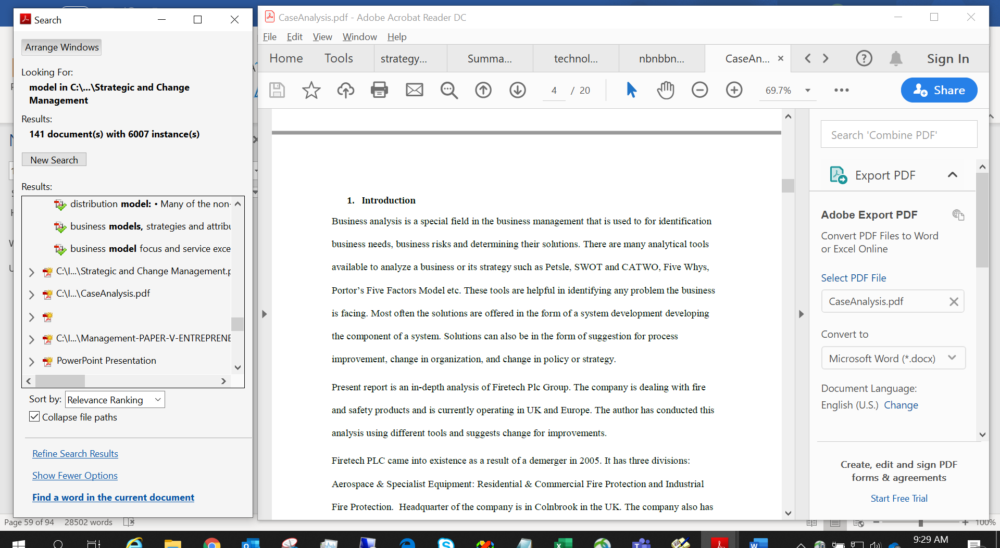 Search
Arrange Windows
Looking For:
model in C:\...\Strategic and Change
Management
Results:
141 document(s) with 6007 instance(s)
New Search
Results:
distribution model: • Many of the non-
business models, strategies and attribu
business model focus and service exce
C:\I...\Strategic and Change Management.p
C:\I...\CaseAnalysis.pdf
C:\I...\Management-PAPER-V-ENTREPRENE
PowerPoint Presentation
Sort by: Relevance Ranking
Collapse file paths
Refine Search Results
Show Fewer Options
Find a word in the current document
CaseAnalysis.pdf - Adobe Acrobat Reader DC
File Edit View Window Help
Home Tools strategy... Summa... technol... nbnbbn... CaseAn... Sign In
4 / 20 69.7% Share
1. Introduction
Business analysis is a special field in the business management that is used to for identification
business needs, business risks and determining their solutions. There are many analytical tools
available to analyze a business or its strategy such as Petsle, SWOT and CATWO, Five Whys,
Portor’s Five Factors Model etc. These tools are helpful in identifying any problem the business
is facing. Most often the solutions are offered in the form of a system development developing
the component of a system. Solutions can also be in the form of suggestion for process
improvement, change in organization, and change in policy or strategy.
Present report is an in-depth analysis of Firetech Plc Group. The company is dealing with fire
and safety products and is currently operating in UK and Europe. The author has conducted this
analysis using different tools and suggests change for improvements.
Firetech PLC came into existence as a result of a demerger in 2005. It has three divisions:
Aerospace & Specialist Equipment: Residential & Commercial Fire Protection and Industrial
Fire Protection. Headquarter of the company is in Colnbrook in the UK. The company also has
Search 'Combine PDF'
Export PDF
Adobe Export PDF
Convert PDF Files to Word
or Excel Online
Select PDF File
CaseAnalysis.pdf
Convert to
Microsoft Word (*.docx)
Document Language:
English (U.S.) Change
Create, edit and sign PDF
forms & agreements
Start Free Trial
Page 59 of 94 28502 words
100%
9:29 AM